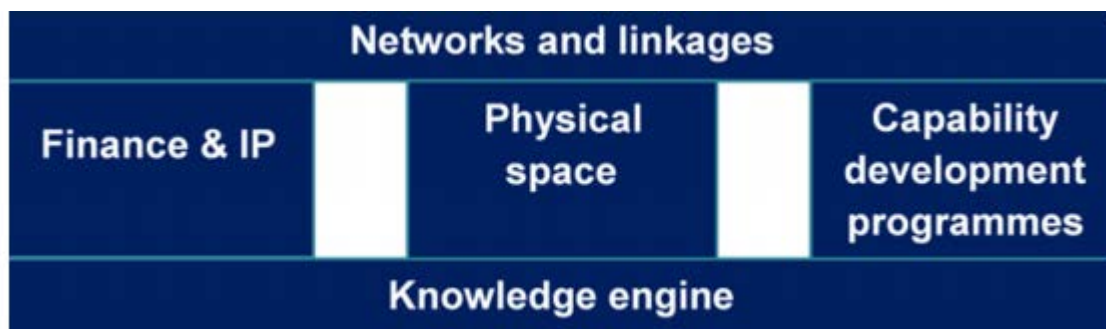 Networks and linkages
Finance & IP
Physical
space
Capability
development
programmes
Knowledge engine